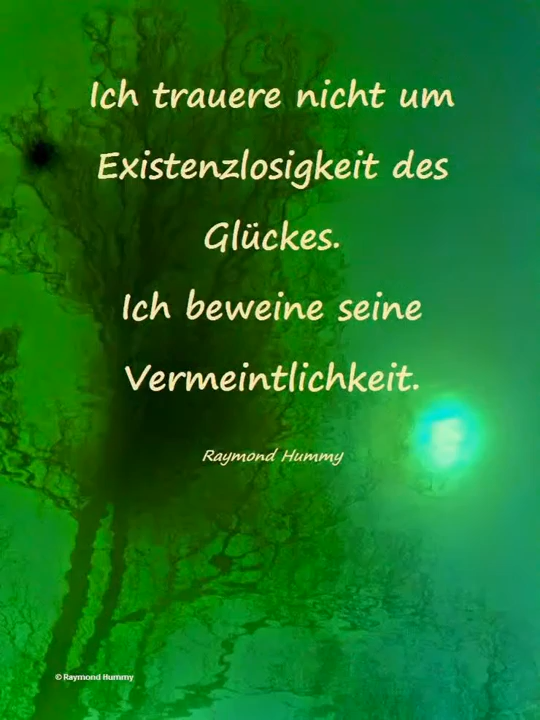 Ich trauere nicht um
Existenzlosigkeit des
Glückes.
Ich beweine seine
Vermeintlichkeit.
Raymond Hummy
© Raymond Hummy